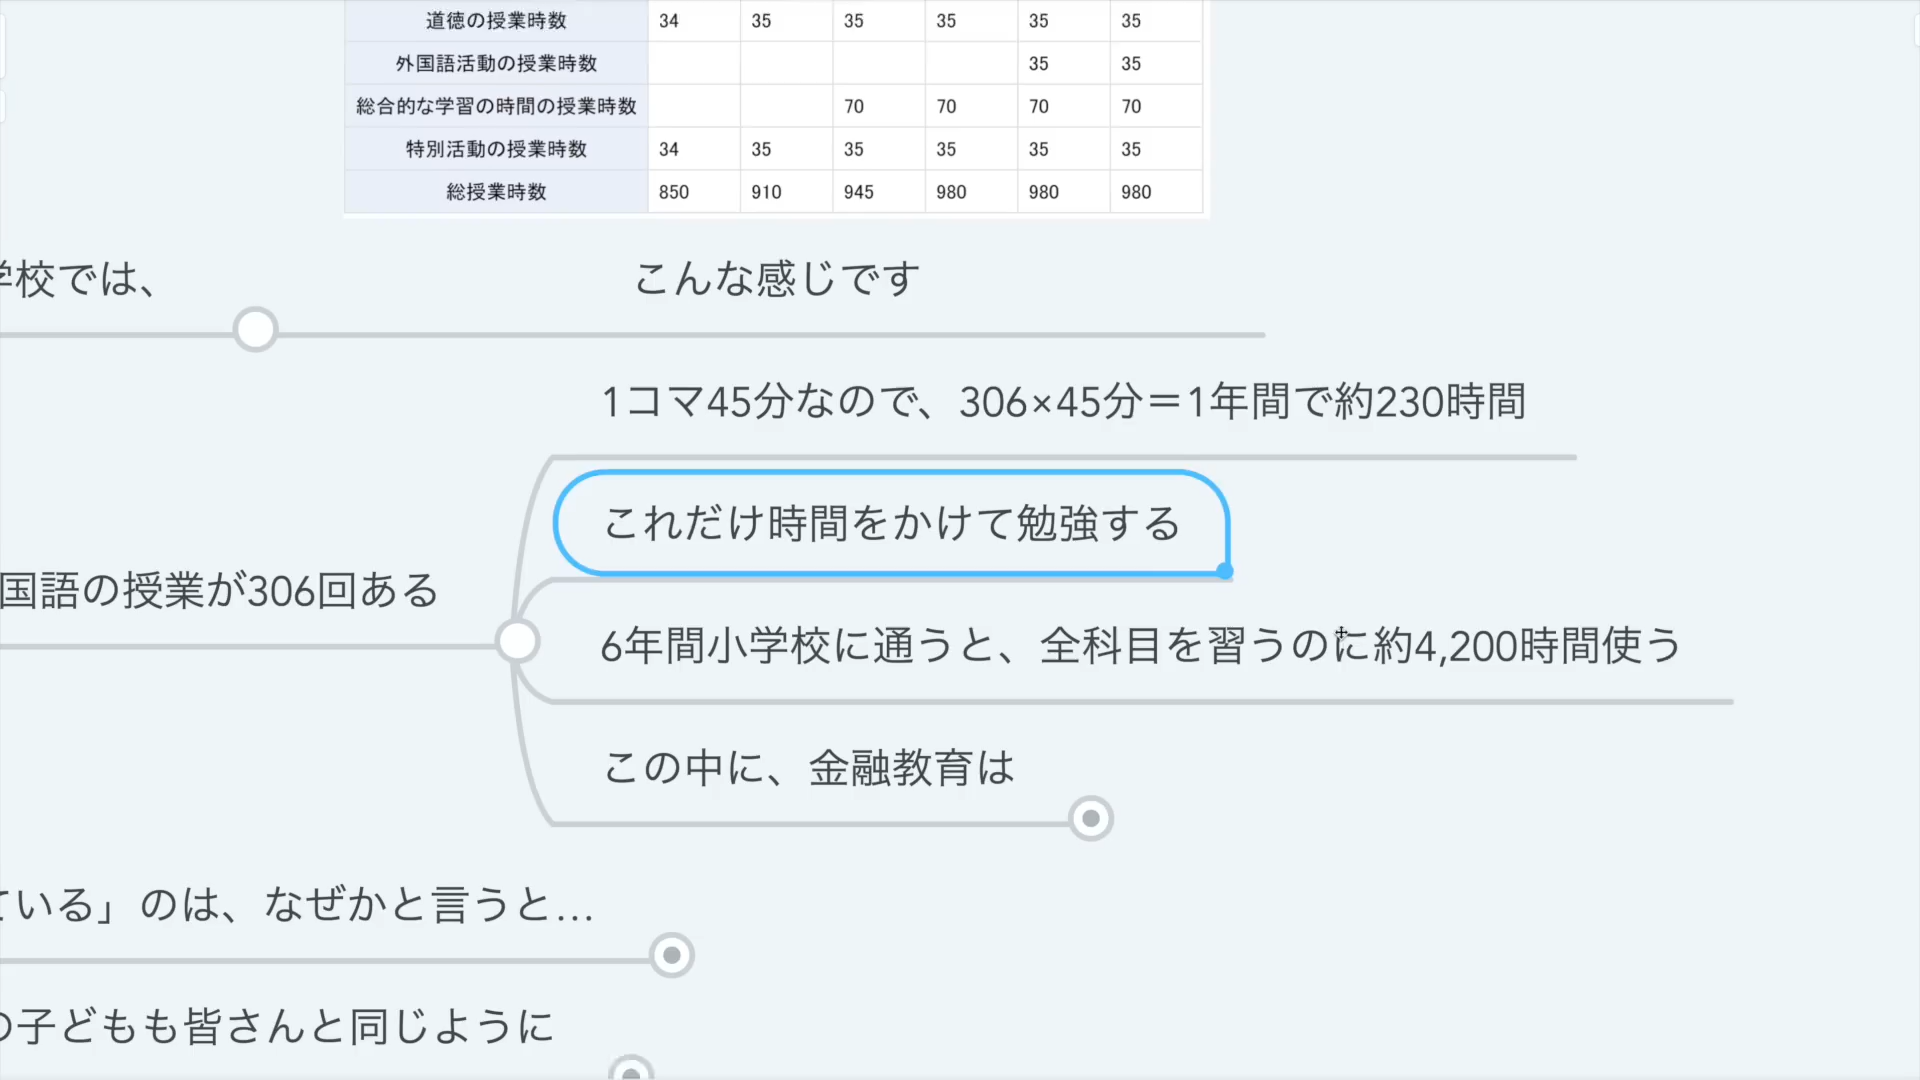 道徳の授業時数 34 35 35 35 35 35
外国語活動の授業時数 35 35
総合的な学習の時間の授業時数 70 70 70 70
特別活動の授業時数 34 35 35 35 35 35
総授業時数 850 910 945 980 980 980
学校では、
こんな感じです
1コマ45分なので、306×45分＝1年間で約230時間
これだけ時間をかけて勉強する
国語の授業が306回ある
6年間小学校に通うと、全科目を習うのに約4,200時間使う
この中に、金融教育は
ている」のは、なぜかと言うと…
の子どもも皆さんと同じように